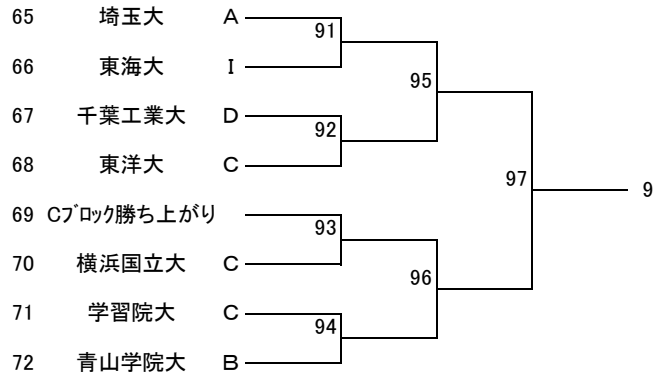 65 埼玉大 A
91
66 東海大 I
95
67 千葉工業大 D
92
68 東洋大 C
97
9
69 Cﾌﾞﾛｯｸ勝ち上がり
93
70 横浜国立大 C
96
71 学習院大 C
94
72 青山学院大 B